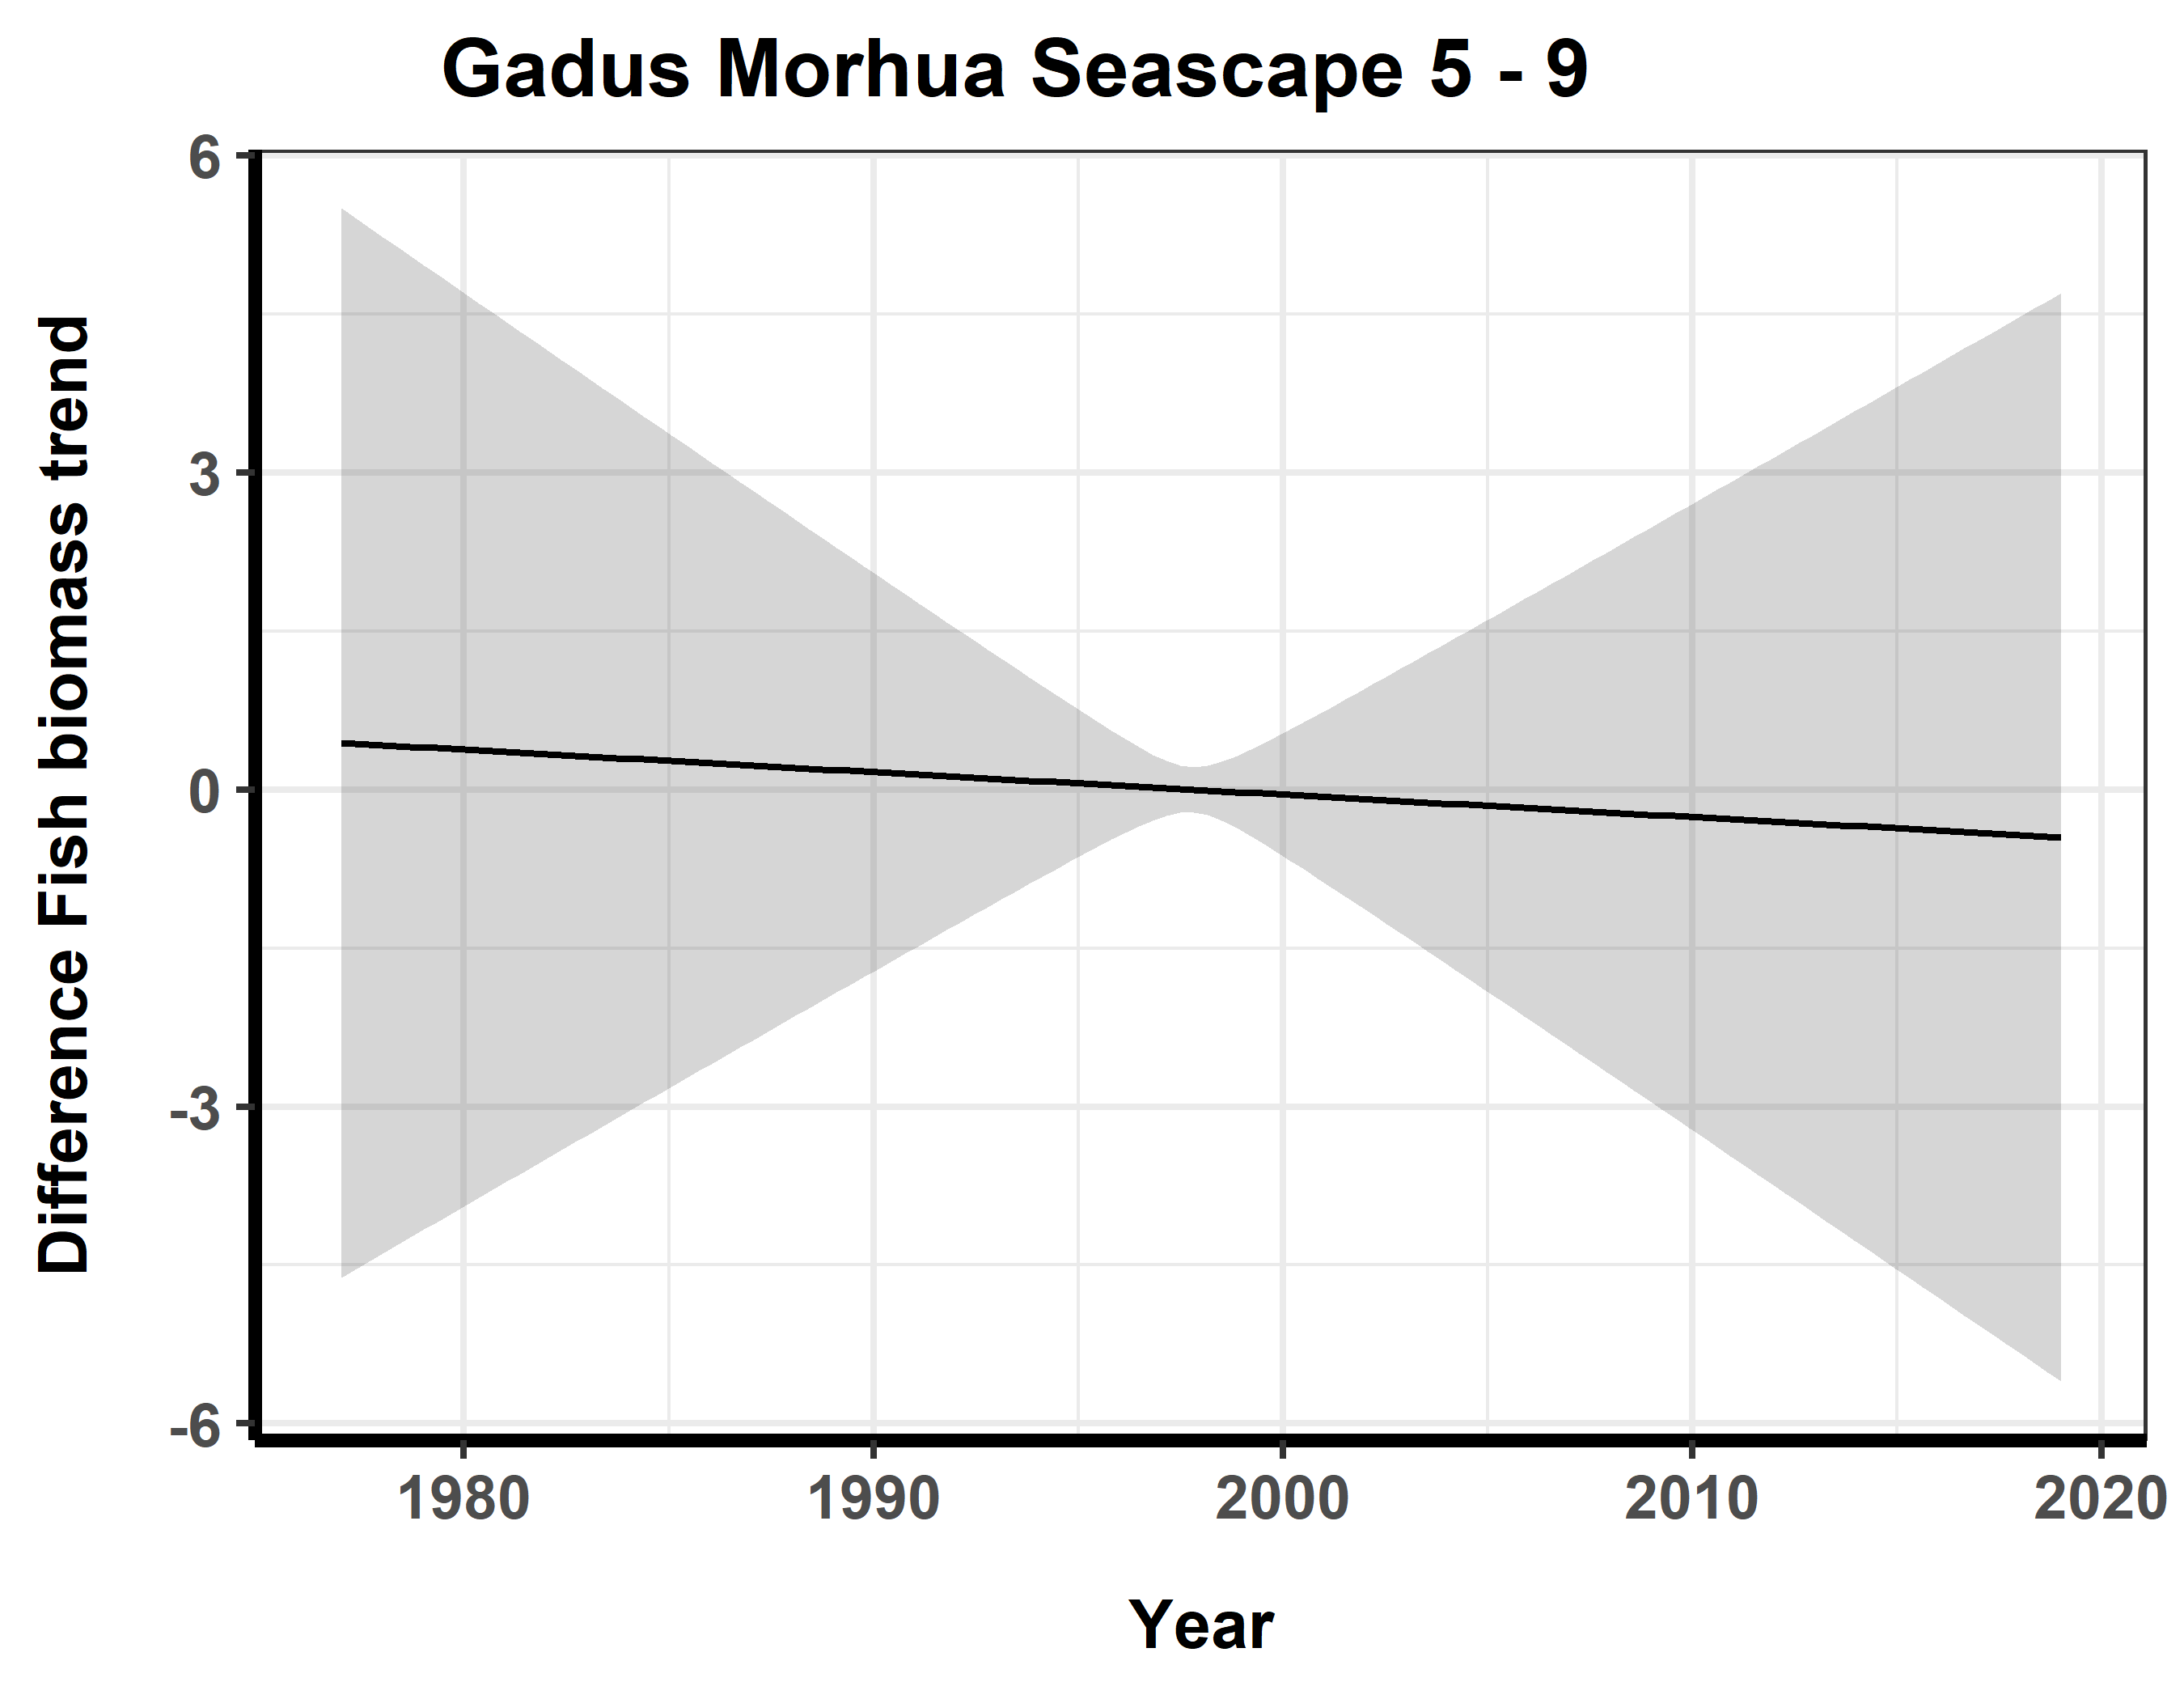 Gadus Morhua Seascape 5 - 9
Difference Fish biomass trend
6
3
0
-3
-6
1980 1990 2000 2010 2020
Year